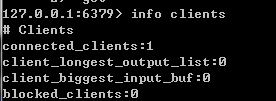 127.0.0.1:6379> info clients
# Clients
connected_clients:1
client_longest_output_list:0
client_biggest_input_buf:0
blocked_clients:0